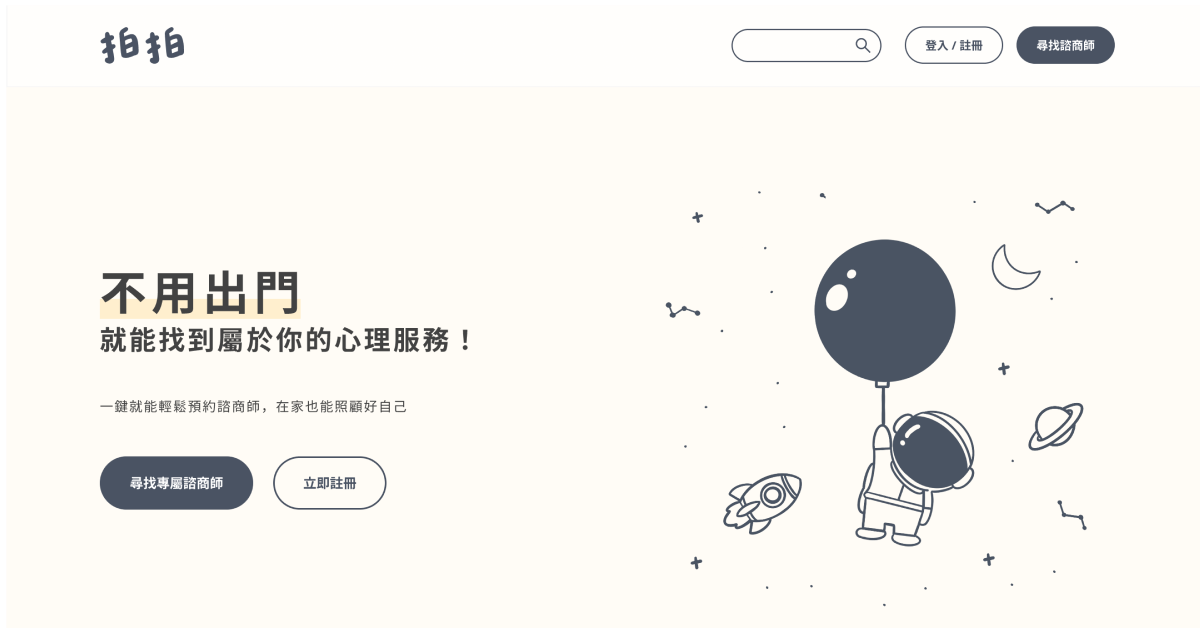 拍拍
登入 / 註冊
尋找諮商師
不用出門
就能找到屬於你的心理服務！
一鍵就能輕鬆預約諮商師，在家也能照顧好自己
尋找專屬諮商師
立即註冊